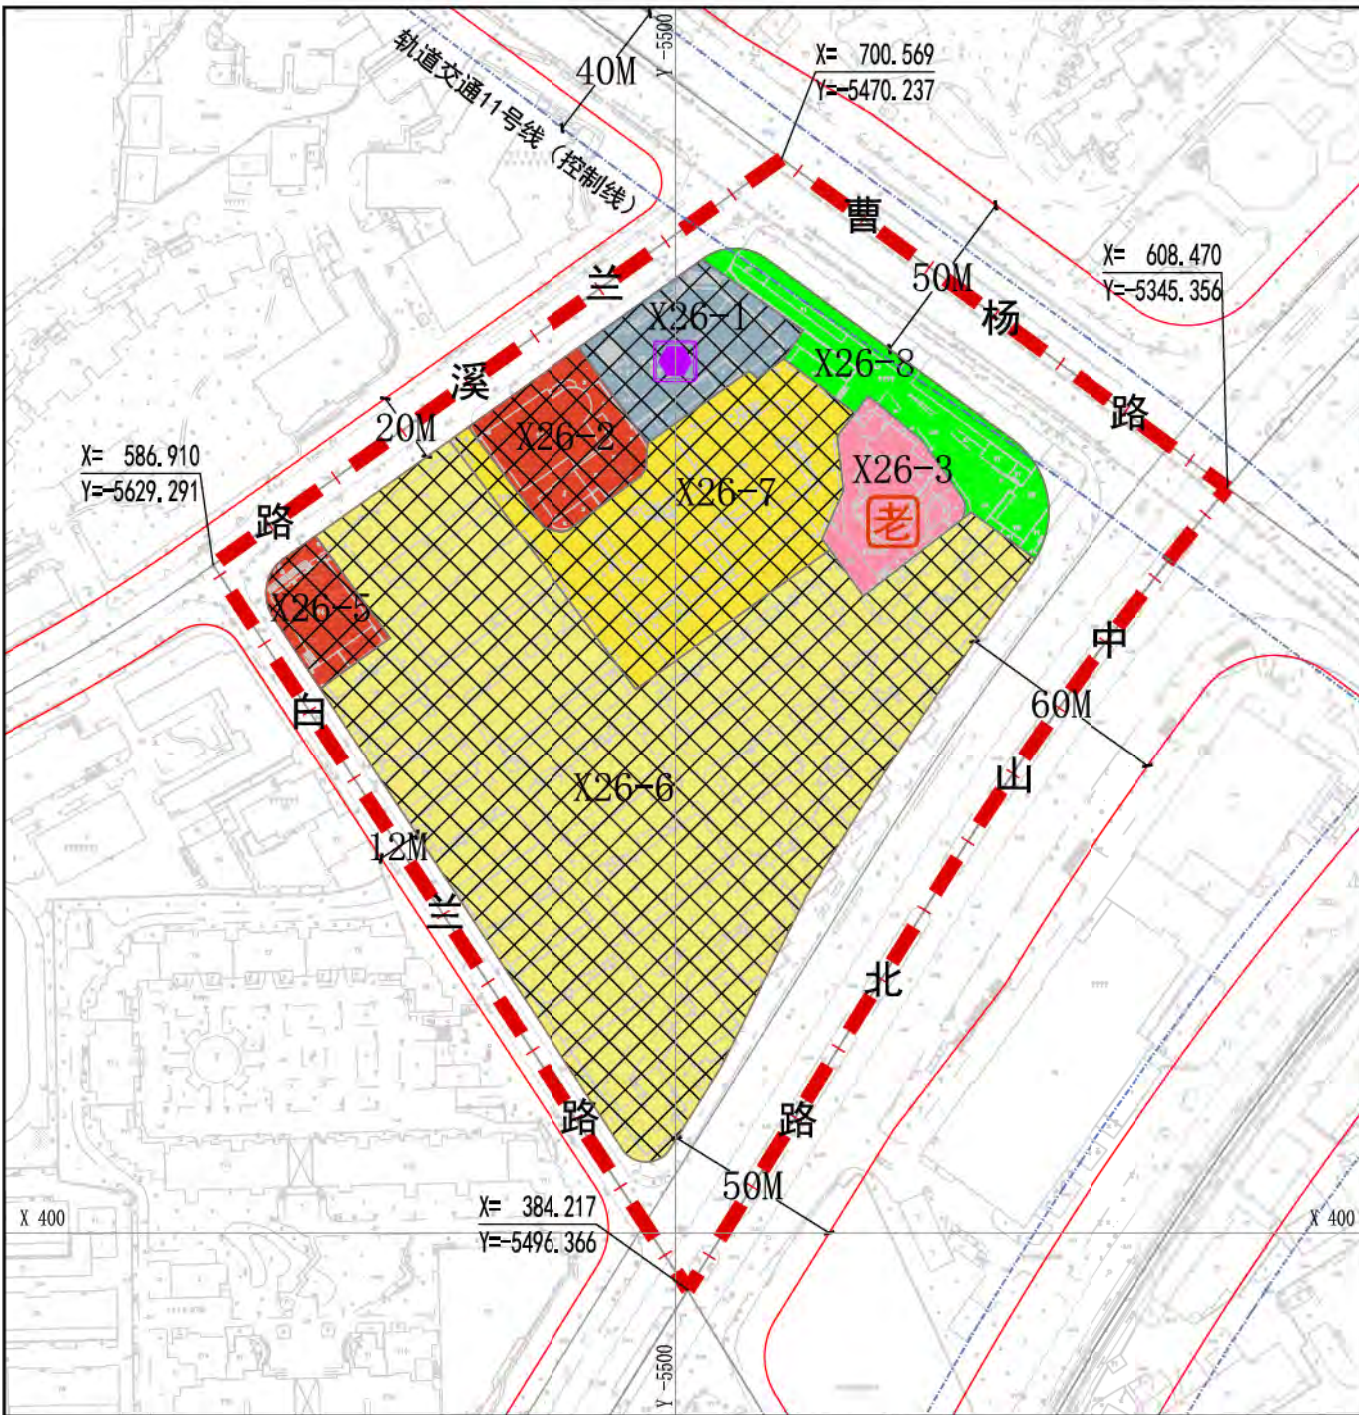 轨道交通11号线（控制线）
40M
Y -5500
X= 700.569
Y=-5470.237
曹杨路
50M
X= 608.470
Y=-5345.356
兰溪路
20M
X= 586.910
Y=-5629.291
X26-1
X26-8
X26-2
X26-3
老
X26-7
X26-5
X26-6
中山北路
60M
白兰路
12M
50M
X= 384.217
Y=-5496.366
X 400
X 400
Y -5500